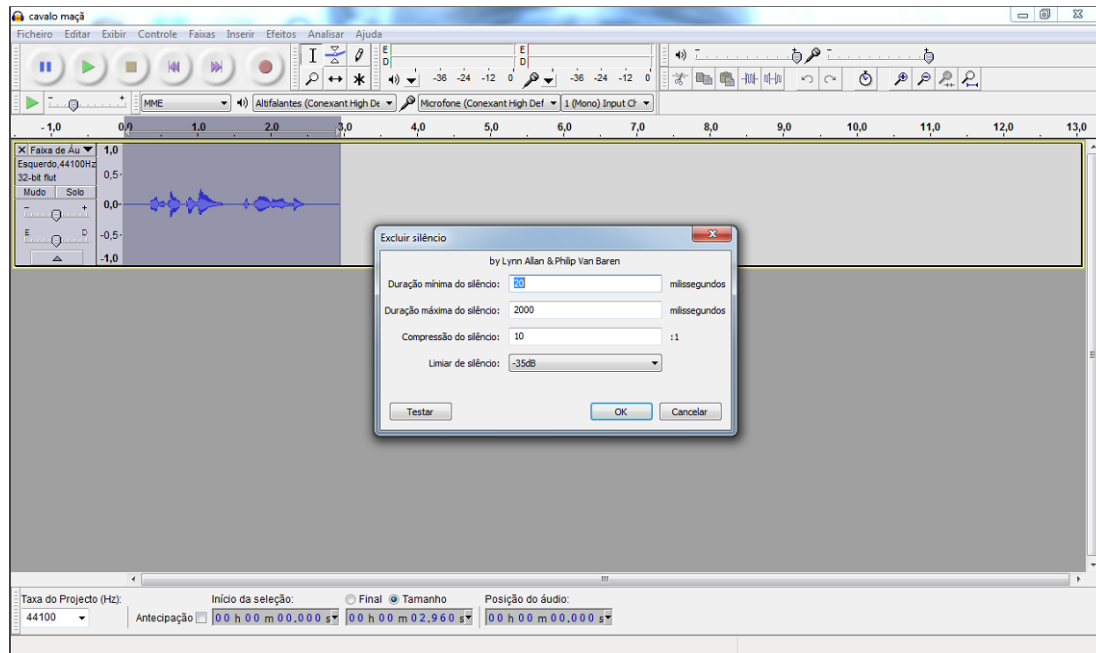 cavalo maçã
Ficheiro Editar Exibir Controle Faixas Inserir Efeitos Analisar Ajuda
E
D
-36 -24 -12 0
E
D
-36 -24 -12 0
MME
Altifalantes (Conexant High De
Microfone (Conexant High Def
1 (Mono) Input Ch
- 1,0 0,0 1,0 2,0 3,0 4,0 5,0 6,0 7,0 8,0 9,0 10,0 11,0 12,0 13,0
X Faixa de Áu
Esquerdo,44100Hz
32-bit flut
Mudo Solo
- +
E D
1,0
0,5
0,0
-0,5
-1,0
Excluir silêncio
by Lynn Allan & Philip Van Baren
Duração mínima do silêncio: 20 milissegundos
Duração máxima do silêncio: 2000 milissegundos
Compressão do silêncio: 10 :1
Limiar de silêncio: -35dB
Testar OK Cancelar
Taxa do Projecto (Hz): Início da seleção: Final Tamanho Posição do áudio:
44100 Antecipação 00 h 00 m 00,000 s 00 h 00 m 02,960 s 00 h 00 m 00,000 s